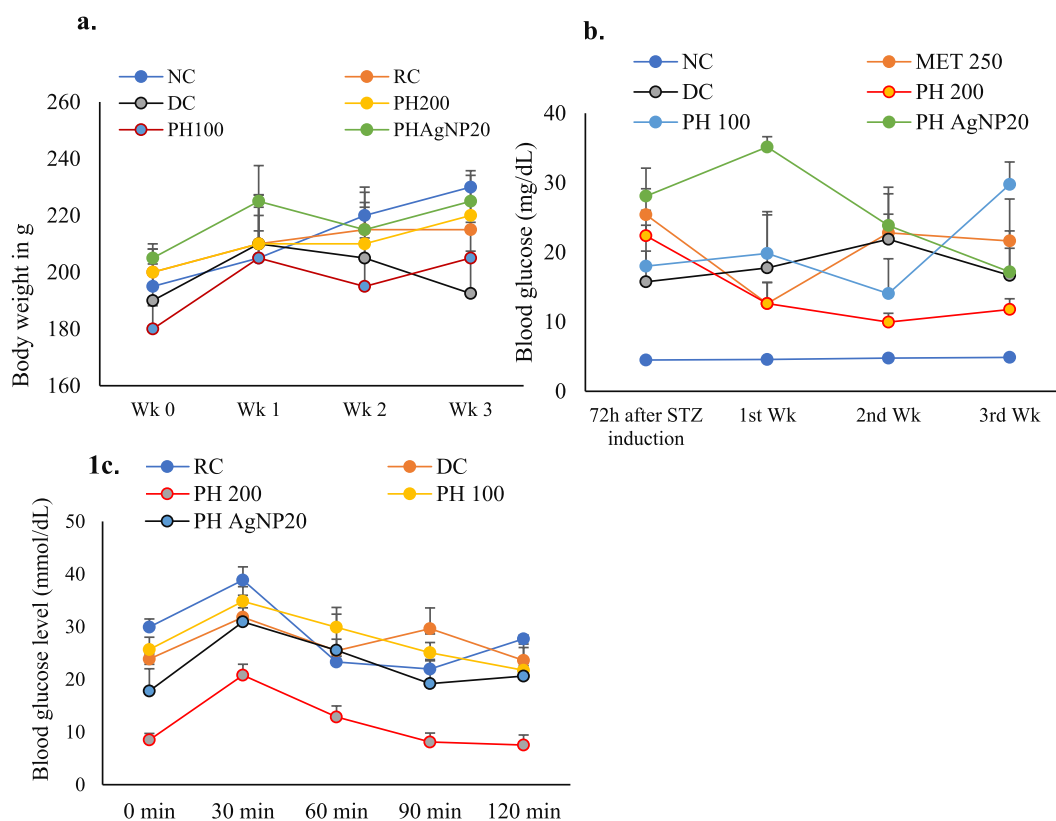 a.
NC RC
DC PH200
PH100 PHAgNP20
Body weight in g
260
240
220
200
180
160
Wk 0 Wk 1 Wk 2 Wk 3
b.
NC MET 250
DC PH 200
PH 100 PH AgNP20
Blood glucose (mg/dL)
40
30
20
10
0
72h after STZ
induction
1st Wk 2nd Wk 3rd Wk
1c.
RC DC
PH 200 PH 100
PH AgNP20
Blood glucose level (mmol/dL)
50
40
30
20
10
0
0 min 30 min 60 min 90 min 120 min